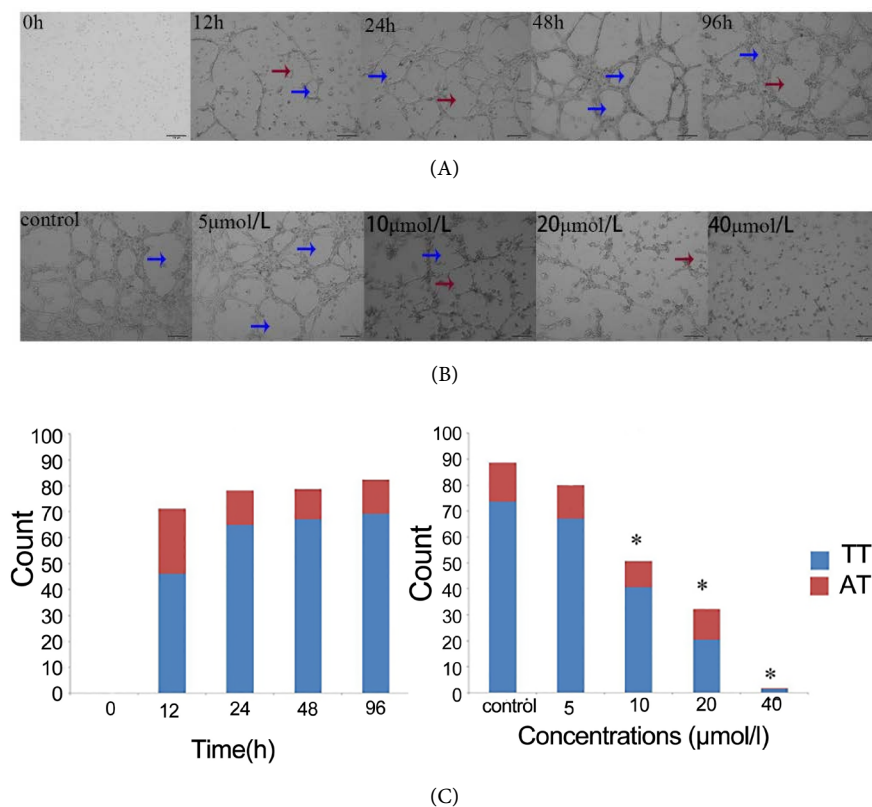 0h 12h 24h 48h 96h
(A)
control 5µmol/L 10µmol/L 20µmol/L 40µmol/L
(B)
100
90
80
70
60
50
40
30
20
10
0
Count
0 12 24 48 96
Time(h)
100
90
80
70
60
50
40
30
20
10
0
Count
*
*
*
control 5 10 20 40
Concentrations (µmol/l)
TT
AT
(C)